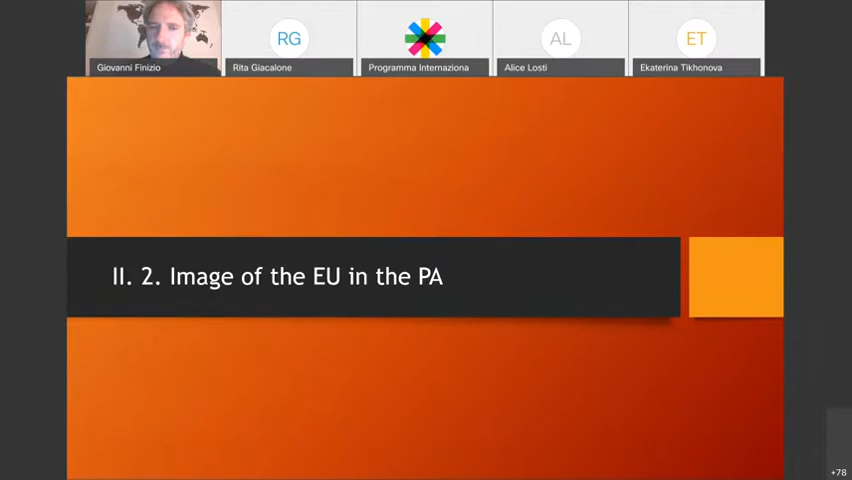 RG
AL
ET
Giovanni Finizio
Rita Giacalone
Programma Internaziona
Alice Losti
Ekaterina Tikhonova
II. 2. Image of the EU in the PA
+78